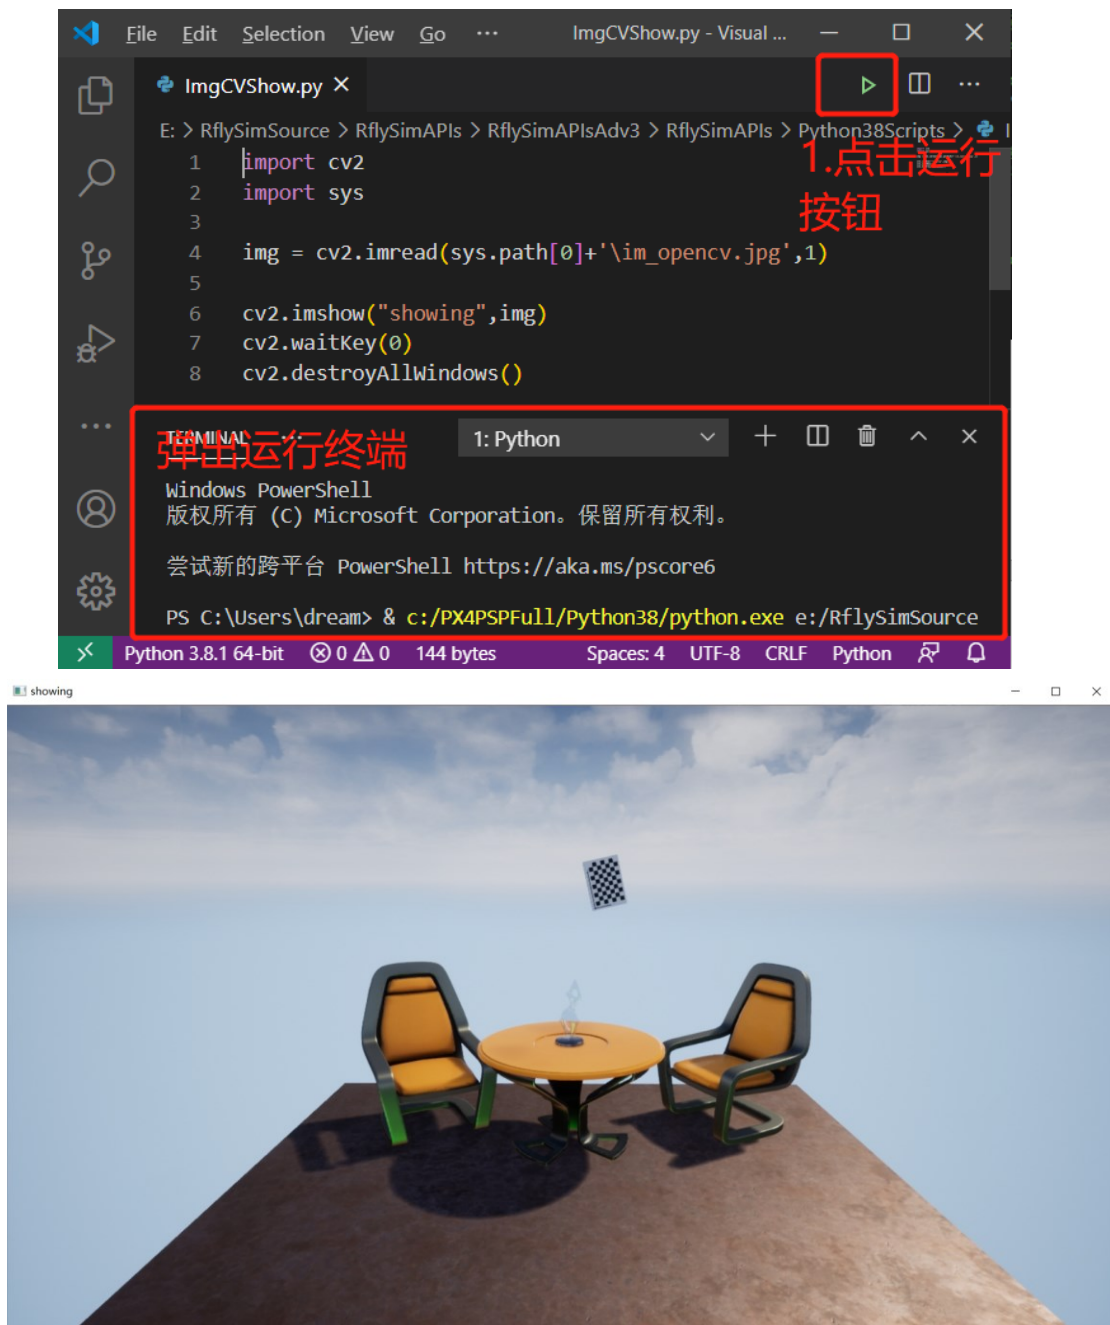 File Edit Selection View Go ··· ImgCVShow.py - Visual ...
ImgCVShow.py
E: > RflySimSource > RflySimAPIs > RflySimAPIsAdv3 > RflySimAPIs > Python38Scripts >
1.点击运行
按钮
1 import cv2
2 import sys
3
4 img = cv2.imread(sys.path[0]+'\im_opencv.jpg',1)
5
6 cv2.imshow("showing",img)
7 cv2.waitKey(0)
8 cv2.destroyAllWindows()
TERMINAL ··· 1: Python
弹出运行终端
Windows PowerShell
版权所有 (C) Microsoft Corporation。保留所有权利。
尝试新的跨平台 PowerShell https://aka.ms/pscore6
PS C:\Users\dream> & c:/PX4PSPFull/Python38/python.exe e:/RflySimSource
Python 3.8.1 64-bit 0 0 144 bytes Spaces: 4 UTF-8 CRLF Python
showing